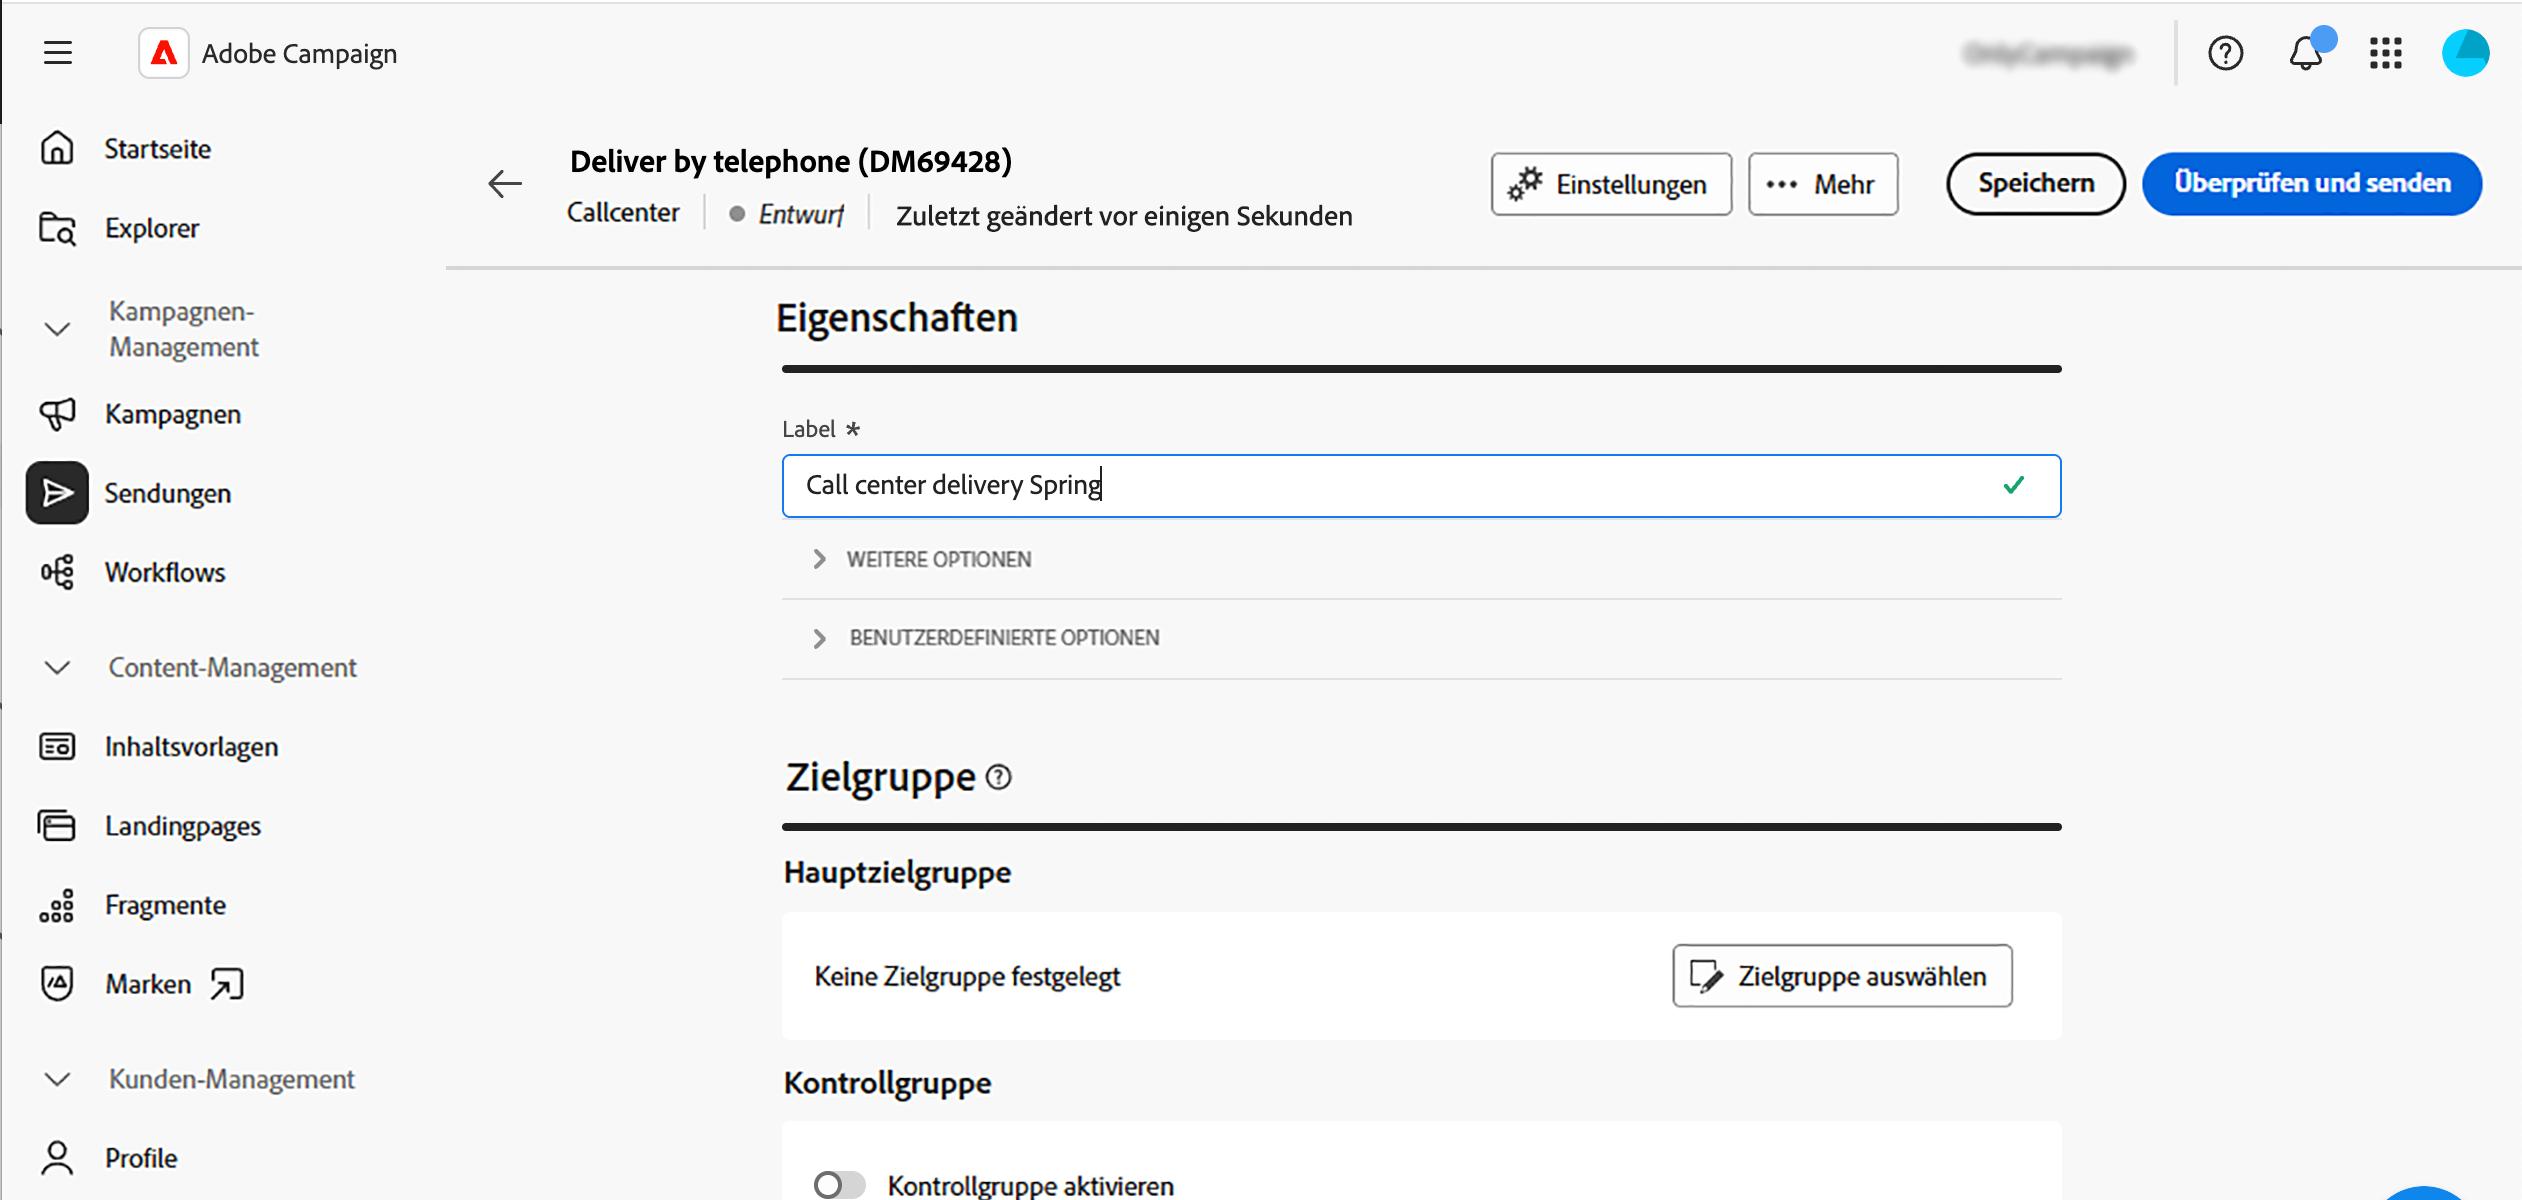 Adobe Campaign
Startseite
Explorer
Kampagnen-
Management
Kampagnen
Sendungen
Workflows
Content-Management
Inhaltsvorlagen
Landingpages
Fragmente
Marken
Kunden-Management
Profile
Deliver by telephone (DM69428)
Callcenter
Entwurf
Zuletzt geändert vor einigen Sekunden
Einstellungen
Mehr
Speichern
Überprüfen und senden
Eigenschaften
Label *
Call center delivery Spring
WEITERE OPTIONEN
BENUTZERDEFINIERTE OPTIONEN
Zielgruppe
Hauptzielgruppe
Keine Zielgruppe festgelegt
Zielgruppe auswählen
Kontrollgruppe
Kontrollgruppe aktivieren